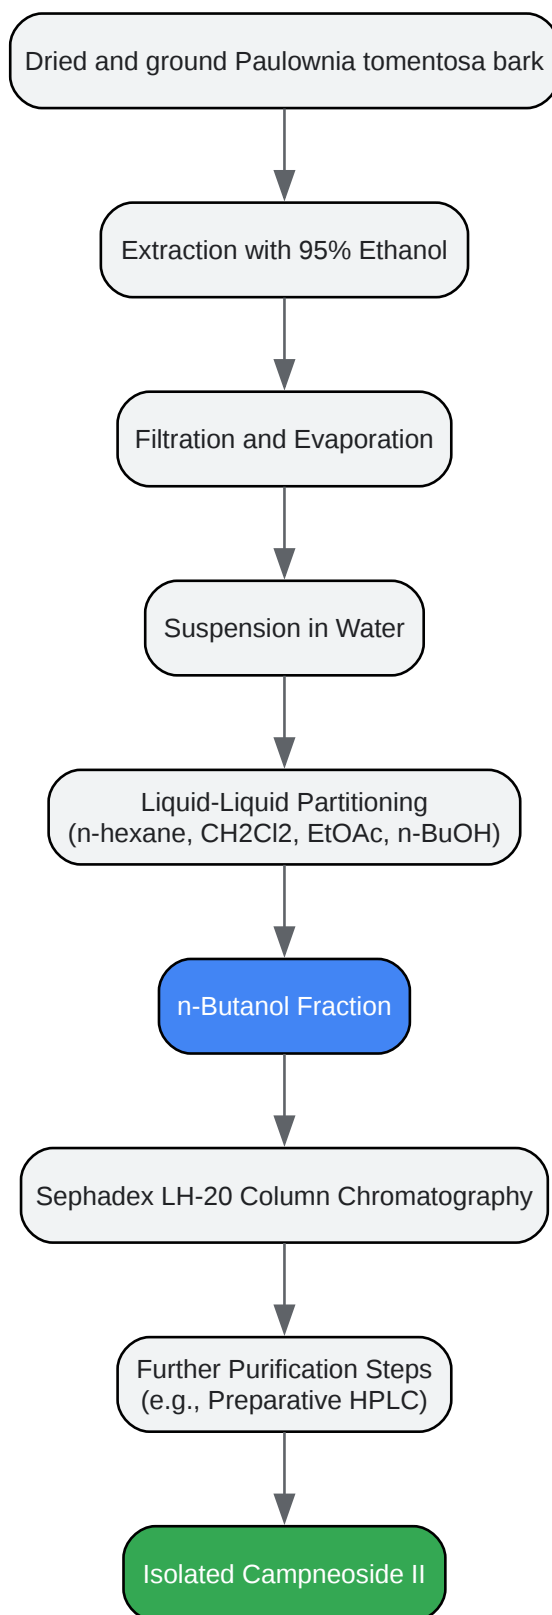 Dried and ground Paulownia tomentosa bark
Extraction with 95% Ethanol
Filtration and Evaporation
Suspension in Water
Liquid-Liquid Partitioning
(n-hexane, CH2Cl2, EtOAc, n-BuOH)
n-Butanol Fraction
Sephadex LH-20 Column Chromatography
Further Purification Steps
(e.g., Preparative HPLC)
Isolated Campneoside II